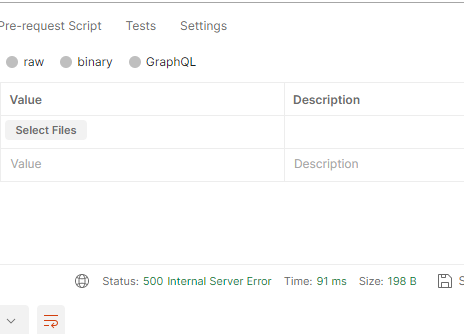 Pre-request Script Tests Settings
raw binary GraphQL
Value Description
Select Files
Value Description
Status: 500 Internal Server Error Time: 91 ms Size: 198 B